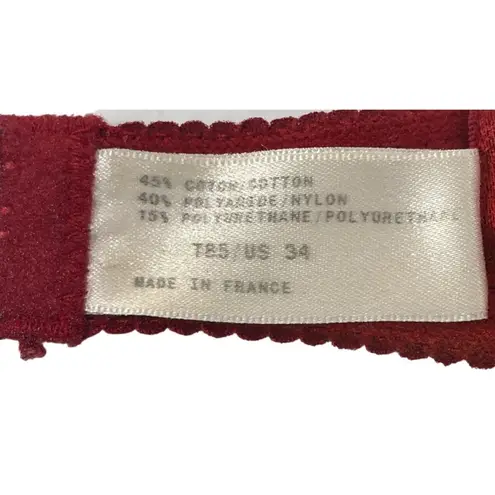 45% COTON/COTTON
40% POLYAMIDE/NYLON
15% POLYURETHANE/POLYURETHANE
T85/US 34
MADE IN FRANCE